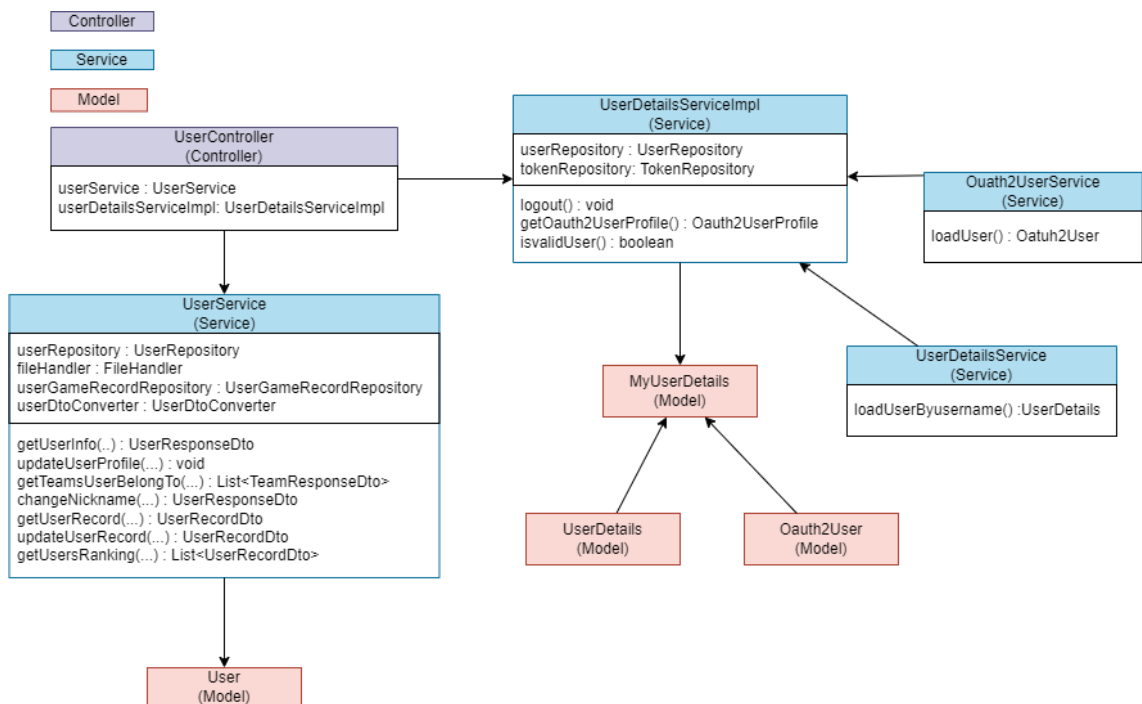 Controller
Service
Model
UserController
(Controller)
userService : UserService
userDetailsServiceImpl: UserDetailsServiceImpl
UserDetailsServiceImpl
(Service)
userRepository : UserRepository
tokenRepository: TokenRepository
logout() : void
getOauth2UserProfile() : Oauth2UserProfile
isvalidUser() : boolean
Ouath2UserService
(Service)
loadUser() : Oatuh2User
UserService
(Service)
userRepository : UserRepository
fileHandler : FileHandler
userGameRecordRepository : UserGameRecordRepository
userDtoConverter : UserDtoConverter
getUserInfo(..) : UserResponseDto
updateUserProfile(...) : void
getTeamsUserBelongTo(...) : List<TeamResponseDto>
changeNickname(...) : UserResponseDto
getUserRecord(...) : UserRecordDto
updateUserRecord(...) : UserRecordDto
getUsersRanking(...) : List<UserRecordDto>
UserDetailsService
(Service)
loadUserByusername() :UserDetails
MyUserDetails
(Model)
UserDetails
(Model)
Oauth2User
(Model)
User
(Model)